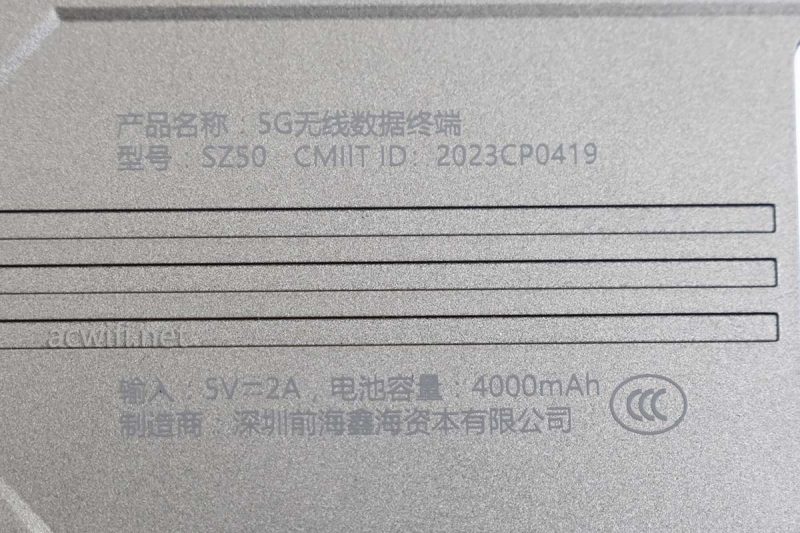 产品名称：5G无线数据终端
型号：SZ50 CMIIT ID：2023CP0419
acwifi.net
输入：5V⎓2A，电池容量：4000mAh
制造商：深圳前海鑫海资本有限公司
CCC